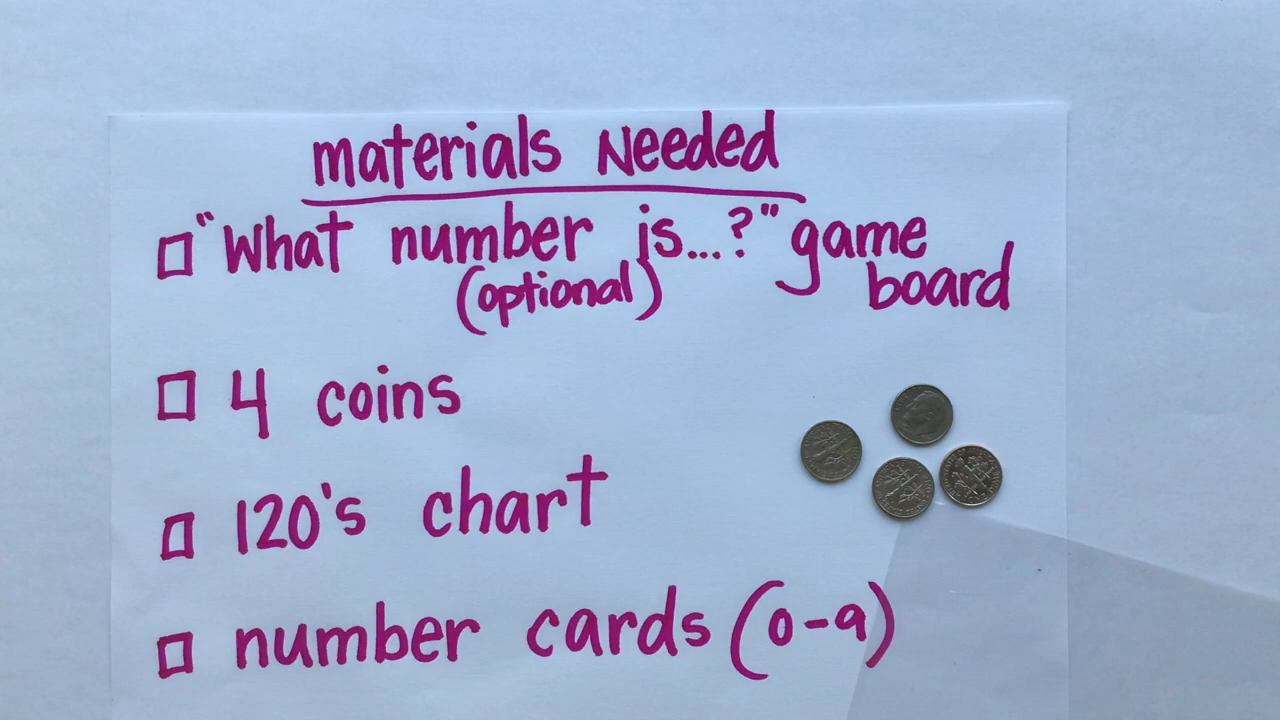 materials Needed
"What number is...?" game
(optional) board
4 coins
120's chart
number cards (0-9)